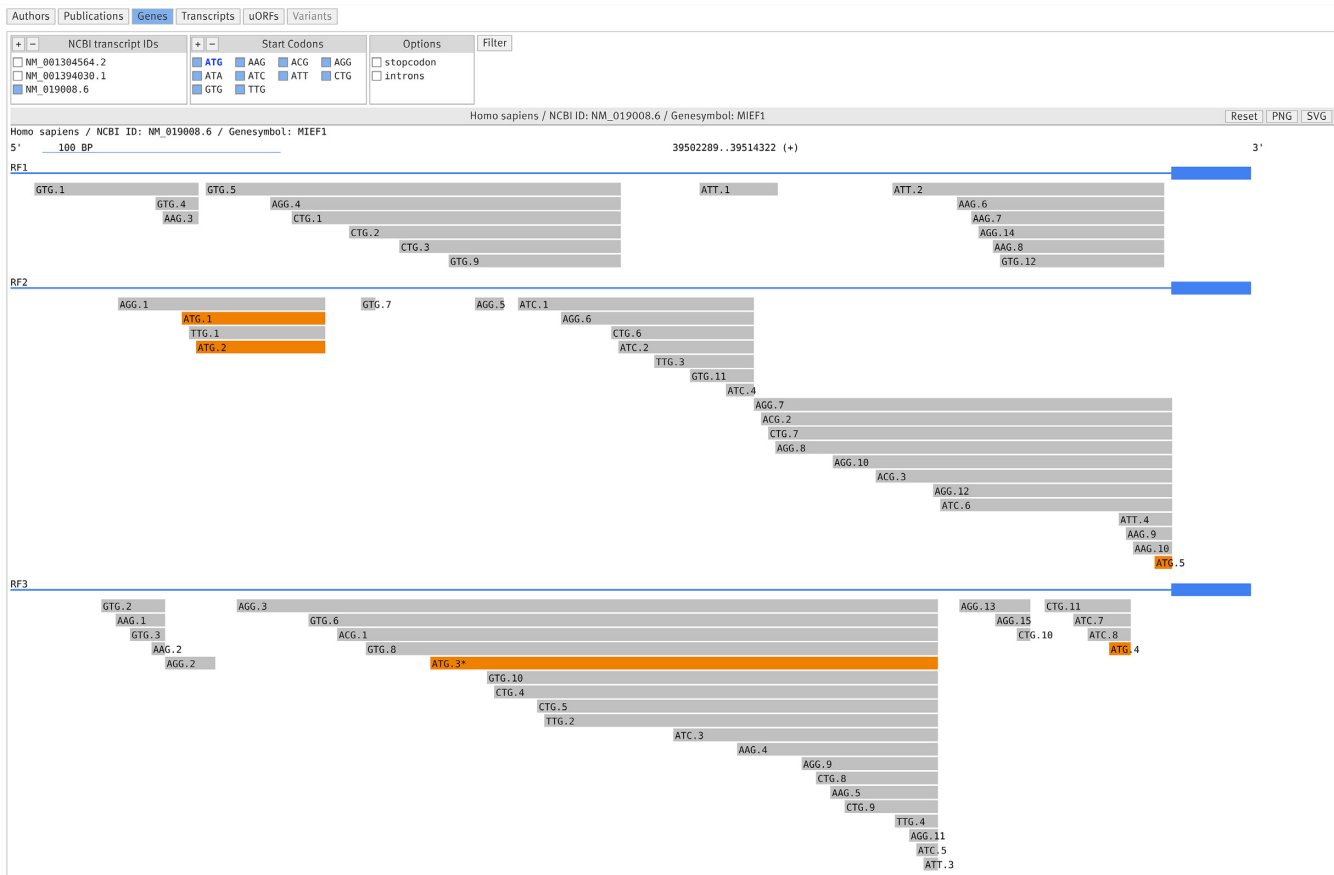 Authors Publications Genes Transcripts uORFs Variants
+ − NCBI transcript IDs + − Start Codons Options Filter
NM_001304564.2 ATG AAG ACG AGG stopcodon
NM_001394030.1 ATA ATC ATT CTG introns
NM_019008.6 GTG TTG
Homo sapiens / NCBI ID: NM_019008.6 / Genesymbol: MIEF1 Reset PNG SVG
Homo sapiens / NCBI ID: NM_019008.6 / Genesymbol: MIEF1
5' 100 BP 39502289..39514322 (+) 3'
RF1
GTG.1 GTG.5 ATT.1 ATT.2
GTG.4 AGG.4 AAG.6
AAG.3 CTG.1 AAG.7
CTG.2 AGG.14
CTG.3 AAG.8
GTG.9 GTG.12
RF2
AGG.1 GTG.7 AGG.5 ATC.1
ATG.1 AGG.6
TTG.1 CTG.6
ATG.2 ATC.2
TTG.3
GTG.11
ATC.4
AGG.7
ACG.2
CTG.7
AGG.8
AGG.10
ACG.3
AGG.12
ATC.6
ATT.4
AAG.9
AAG.10
ATG.5
RF3
GTG.2 AGG.3 AGG.13 CTG.11
AAG.1 GTG.6 AGG.15 ATC.7
GTG.3 ACG.1 CTG.10 ATC.8
AAG.2 GTG.8 ATG.4
AGG.2 ATG.3*
GTG.10
CTG.4
CTG.5
TTG.2
ATC.3
AAG.4
AGG.9
CTG.8
AAG.5
CTG.9
TTG.4
AGG.11
ATC.5
ATT.3